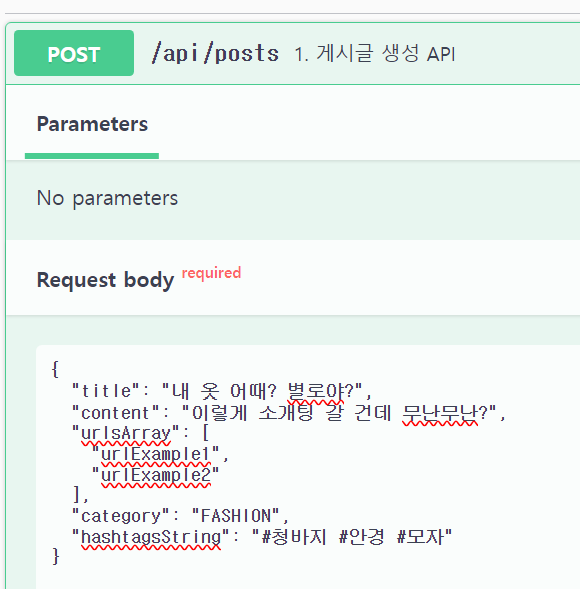 POST /api/posts 1. 게시글 생성 API
Parameters
No parameters
Request body required
{
"title": "내 옷 어때? 별로야?",
"content": "이렇게 소개팅 갈 건데 무난무난?",
"urlsArray": [
"urlExample1",
"urlExample2"
],
"category": "FASHION",
"hashtagsString": "#청바지 #안경 #모자"
}